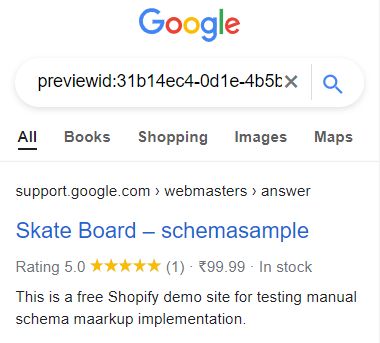 Google
previewid:31b14ec4-0d1e-4b5b
All Books Shopping Images Maps
support.google.com › webmasters › answer
Skate Board – schemasample
Rating 5.0 ★★★★★ (1) · ₹99.99 · In stock
This is a free Shopify demo site for testing manual
schema maarkup implementation.